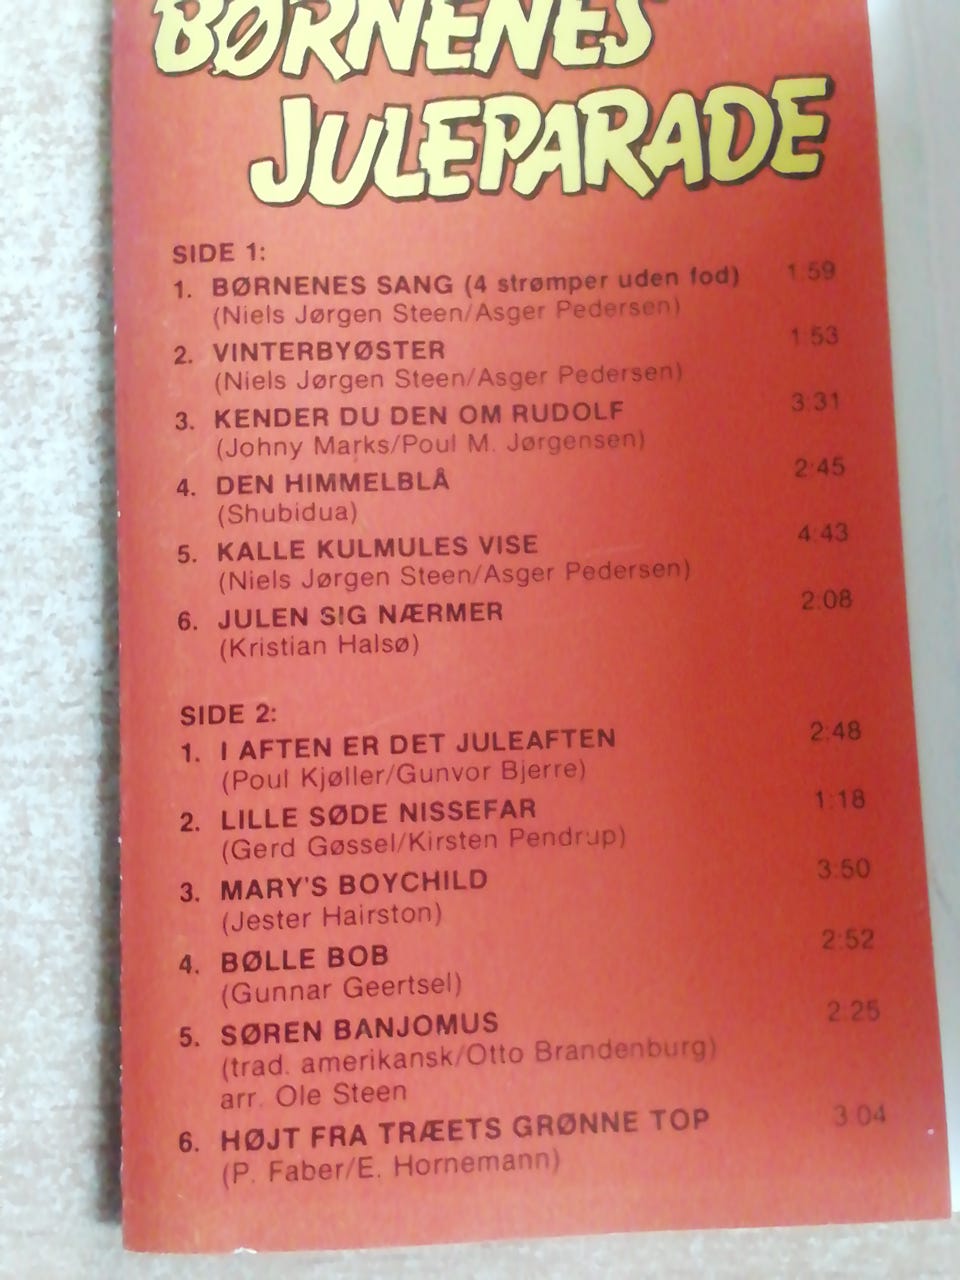 BØRNENES
JULEPARADE
SIDE 1:
1. BØRNENES SANG (4 strømper uden fod) 1:59
(Niels Jørgen Steen/Asger Pedersen)
2. VINTERBYØSTER 1:53
(Niels Jørgen Steen/Asger Pedersen)
3. KENDER DU DEN OM RUDOLF 3:31
(Johny Marks/Poul M. Jørgensen)
4. DEN HIMMELBLÅ 2:45
(Shubidua)
5. KALLE KULMULES VISE 4:43
(Niels Jørgen Steen/Asger Pedersen)
6. JULEN SIG NÆRMER 2:08
(Kristian Halsø)
SIDE 2:
1. I AFTEN ER DET JULEAFTEN 2:48
(Poul Kjøller/Gunvor Bjerre)
2. LILLE SØDE NISSEFAR 1:18
(Gerd Gøssel/Kirsten Pendrup)
3. MARY'S BOYCHILD 3:50
(Jester Hairston)
4. BØLLE BOB 2:52
(Gunnar Geertsel)
5. SØREN BANJOMUS 2:25
(trad. amerikansk/Otto Brandenburg)
arr. Ole Steen
6. HØJT FRA TRÆETS GRØNNE TOP 3:04
(P. Faber/E. Hornemann)